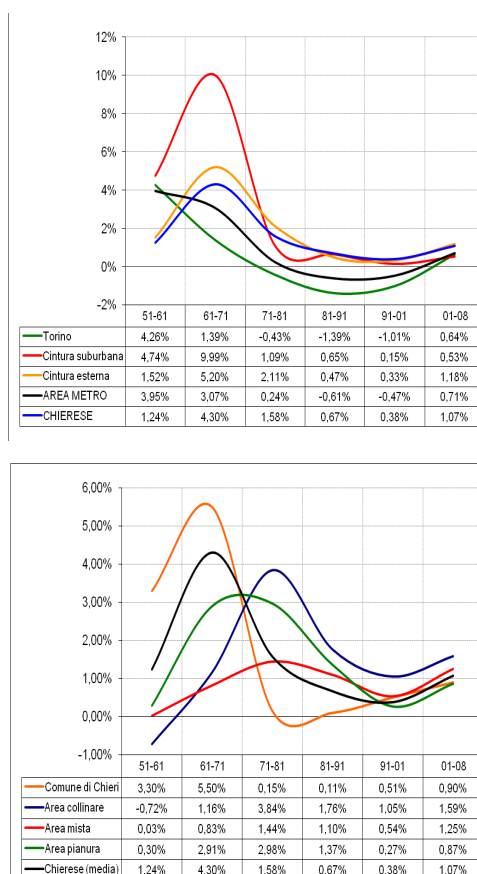 12%
10%
8%
6%
4%
2%
0%
-2%
51-61 61-71 71-81 81-91 91-01 01-08
Torino 4,26% 1,39% -0,43% -1,39% -1,01% 0,64%
Cintura suburbana 4,74% 9,99% 1,09% 0,65% 0,15% 0,53%
Cintura esterna 1,52% 5,20% 2,11% 0,47% 0,33% 1,18%
AREA METRO 3,95% 3,07% 0,24% -0,61% -0,47% 0,71%
CHIERESE 1,24% 4,30% 1,58% 0,67% 0,38% 1,07%
6,00%
5,00%
4,00%
3,00%
2,00%
1,00%
0,00%
-1,00%
51-61 61-71 71-81 81-91 91-01 01-08
Comune di Chieri 3,30% 5,50% 0,15% 0,11% 0,51% 0,90%
Area collinare -0,72% 1,16% 3,84% 1,76% 1,05% 1,59%
Area mista 0,03% 0,83% 1,44% 1,10% 0,54% 1,25%
Area pianura 0,30% 2,91% 2,98% 1,37% 0,27% 0,87%
Chierese (media) 1,24% 4,30% 1,58% 0,67% 0,38% 1,07%